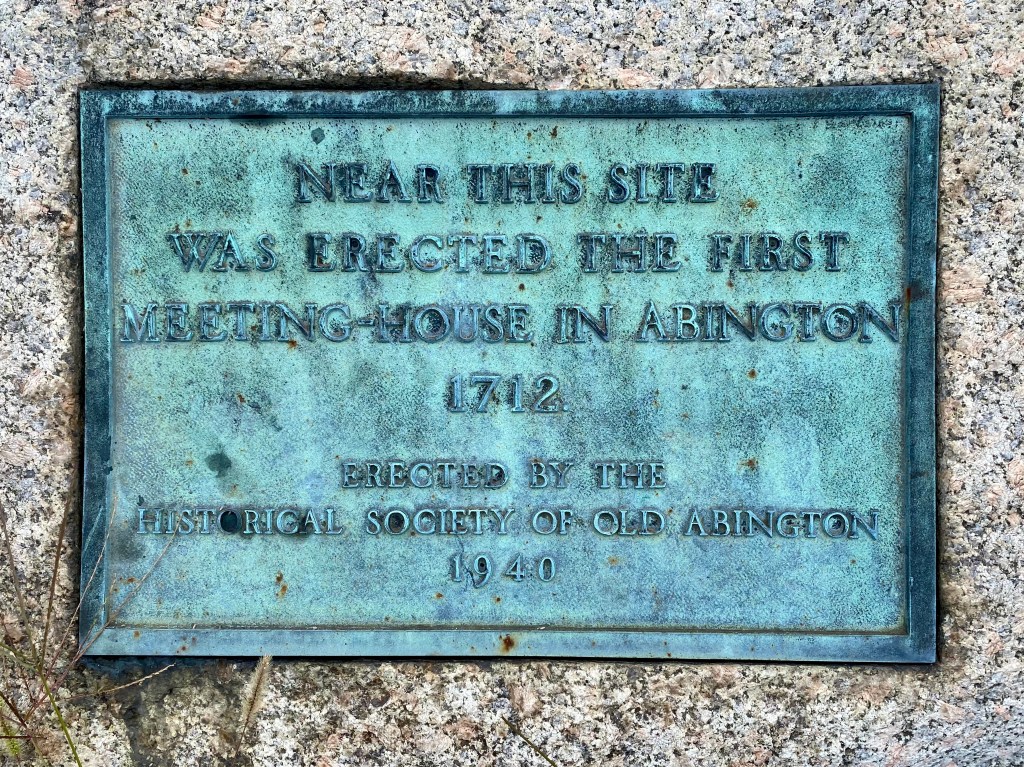 NEAR THIS SITE
WAS ERECTED THE FIRST
MEETING-HOUSE IN ABINGTON
1712.
ERECTED BY THE
HISTORICAL SOCIETY OF OLD ABINGTON
1940